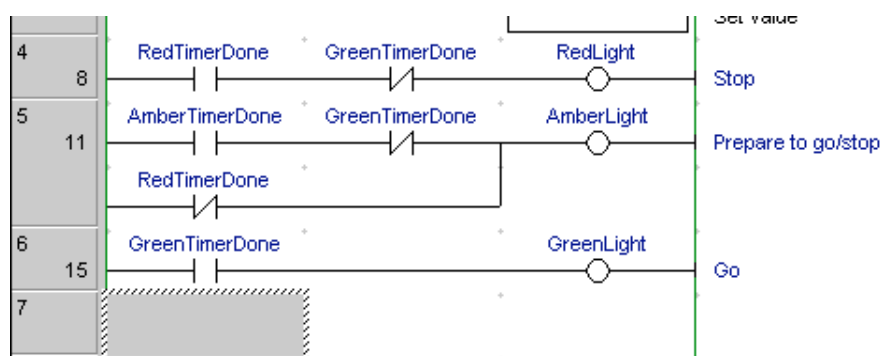 Set Value
4 RedTimerDone GreenTimerDone RedLight
8 Stop
5 AmberTimerDone GreenTimerDone AmberLight
11 Prepare to go/stop
RedTimerDone
6 GreenTimerDone GreenLight
15 Go
7